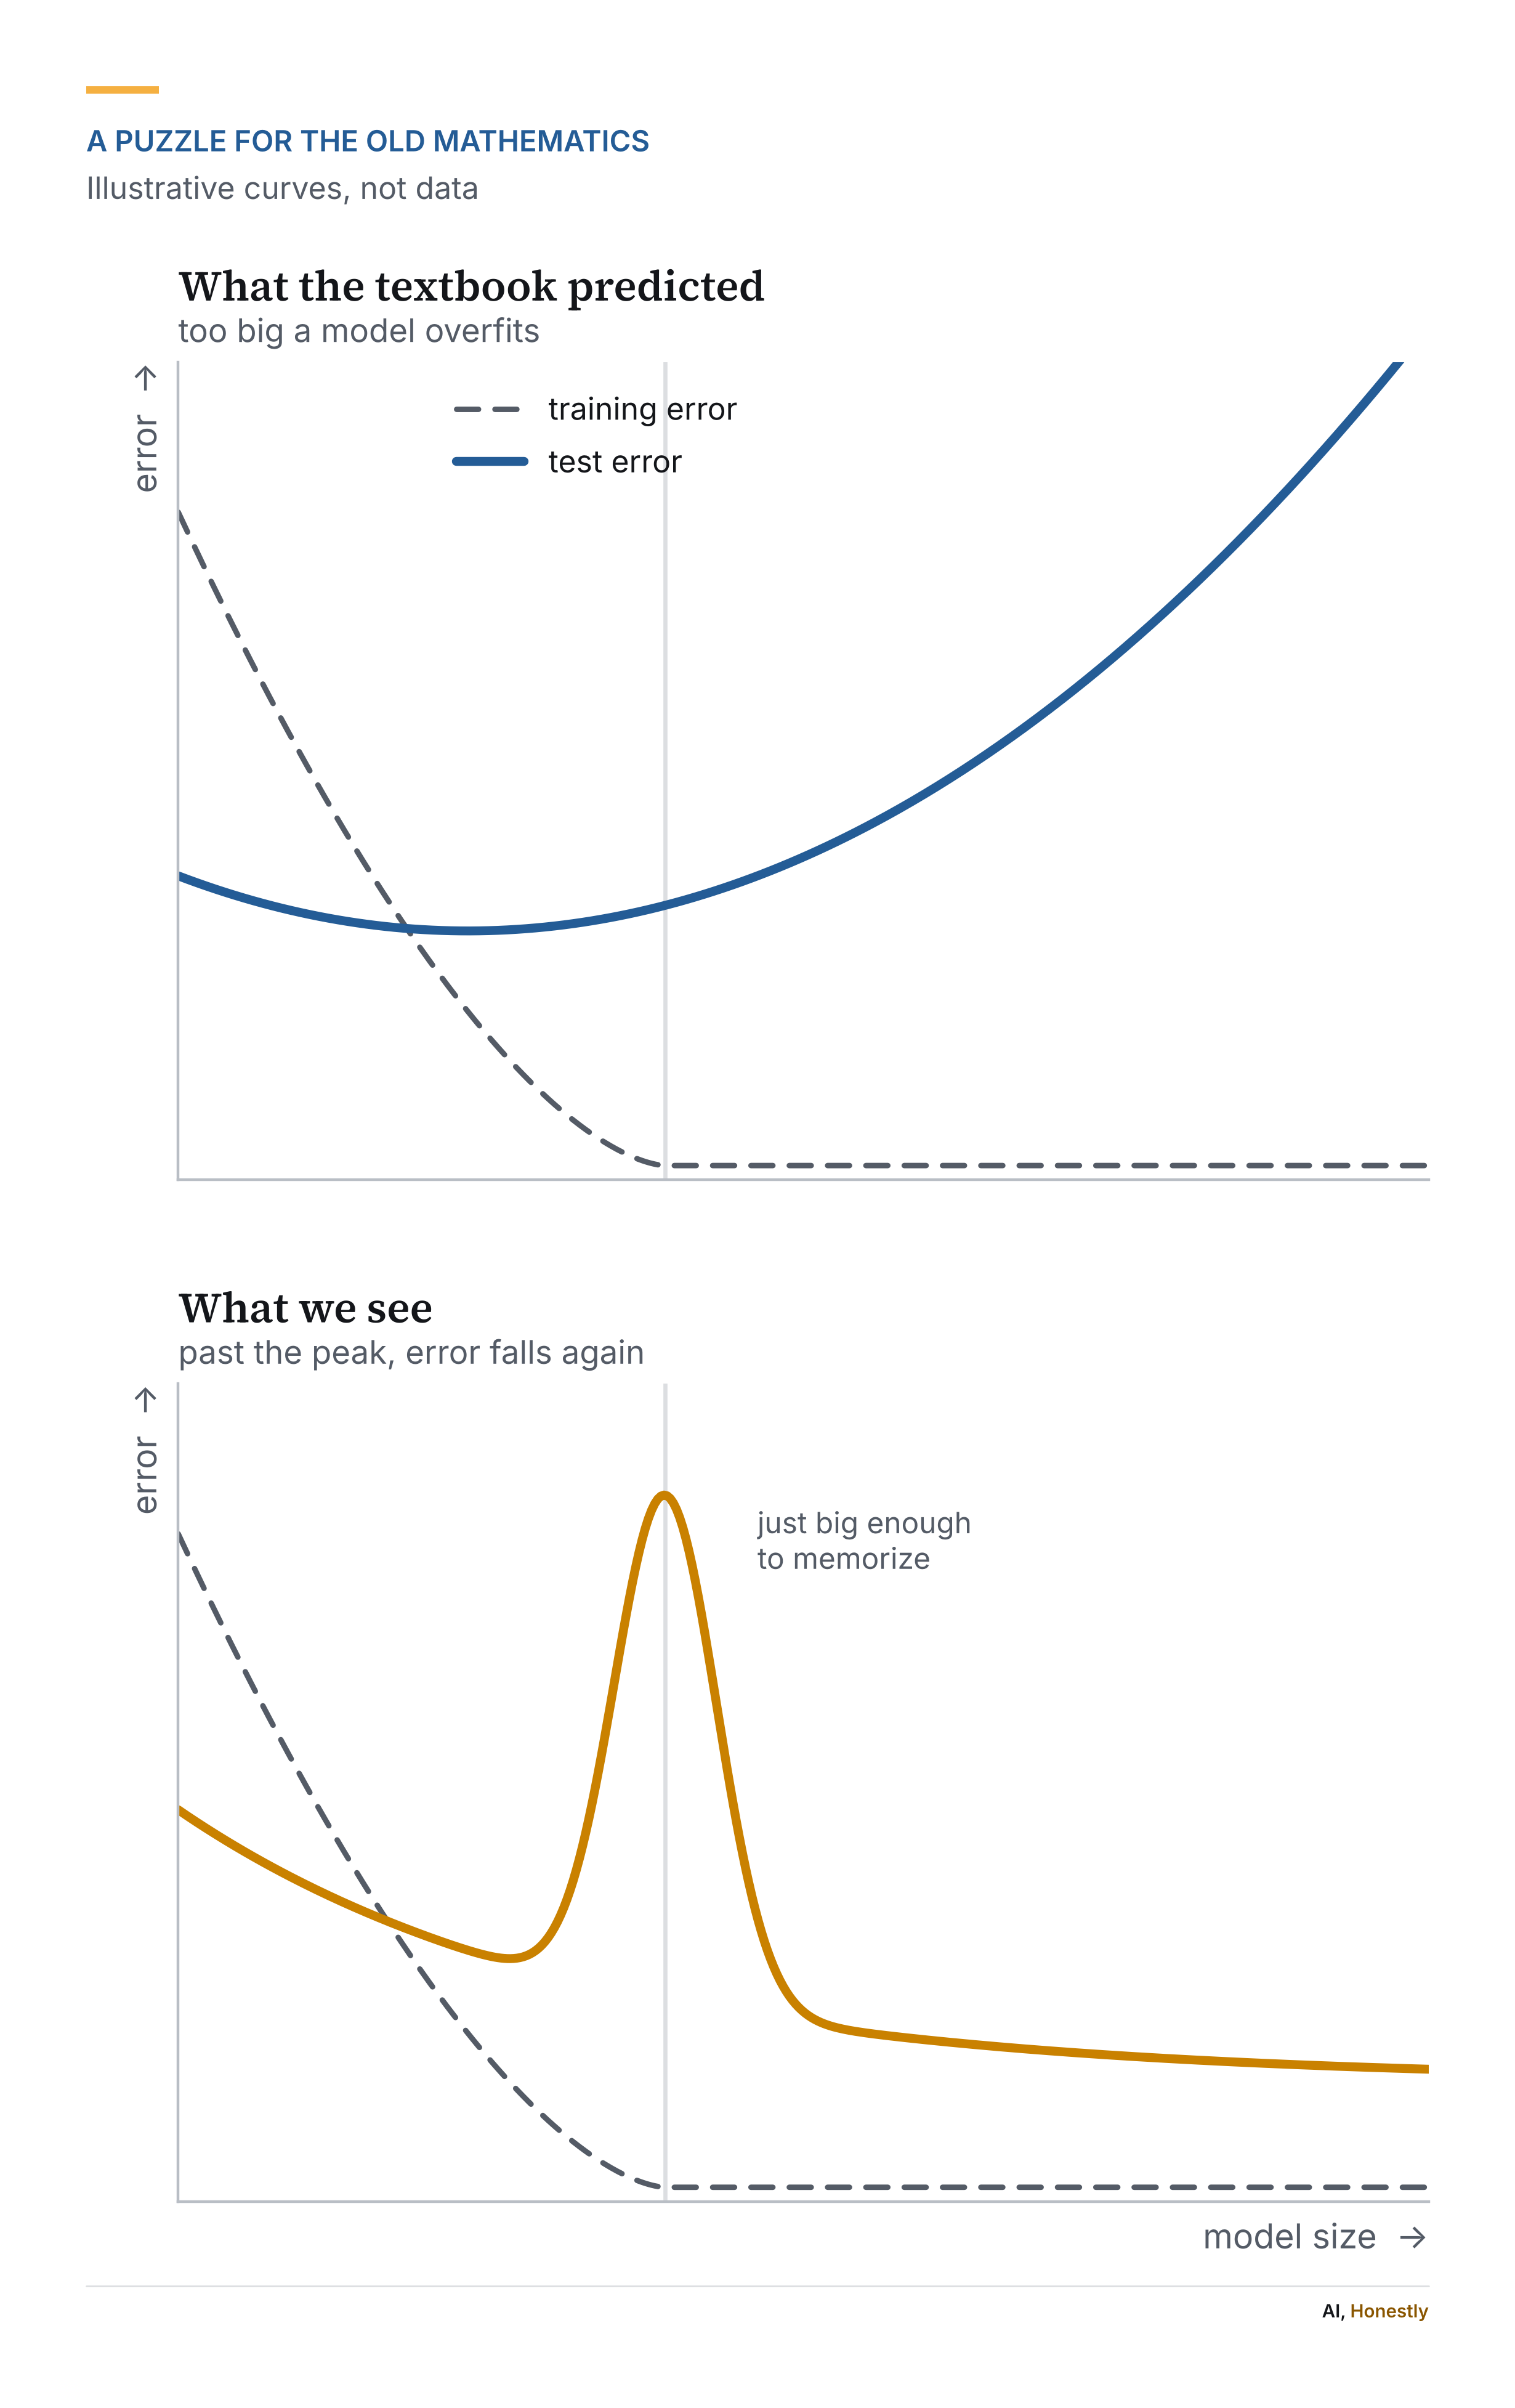 A PUZZLE FOR THE OLD MATHEMATICS
Illustrative curves, not data
What the textbook predicted
too big a model overfits
error →
training error
test error
What we see
past the peak, error falls again
error →
just big enough
to memorize
model size →
AI, Honestly